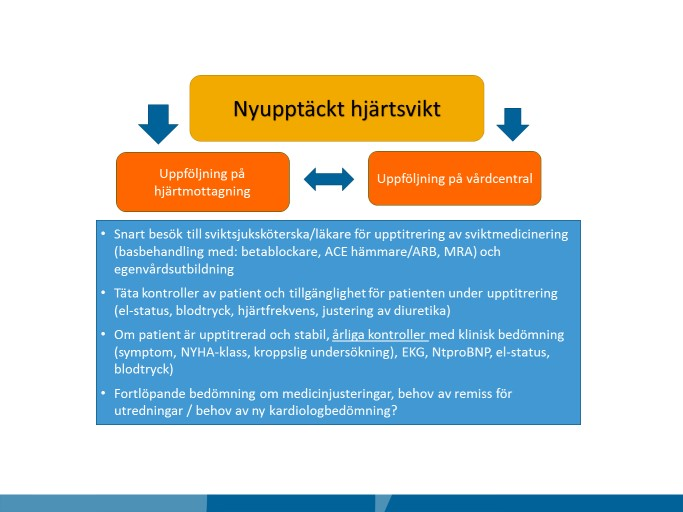 Nyupptäckt hjärtsvikt
Uppföljning på
hjärtmottagning
Uppföljning på vårdcentral
• Snart besök till sviktsjuksköterska/läkare för upptitrering av sviktmedicinering
(basbehandling med: betablockare, ACE hämmare/ARB, MRA) och
egenvårdsutbildning
• Täta kontroller av patient och tillgänglighet för patienten under upptitrering
(el-status, blodtryck, hjärtfrekvens, justering av diuretika)
• Om patient är upptitrerad och stabil, årliga kontroller med klinisk bedömning
(symptom, NYHA-klass, kroppslig undersökning), EKG, NtproBNP, el-status,
blodtryck)
• Fortlöpande bedömning om medicinjusteringar, behov av remiss för
utredningar / behov av ny kardiologbedömning?